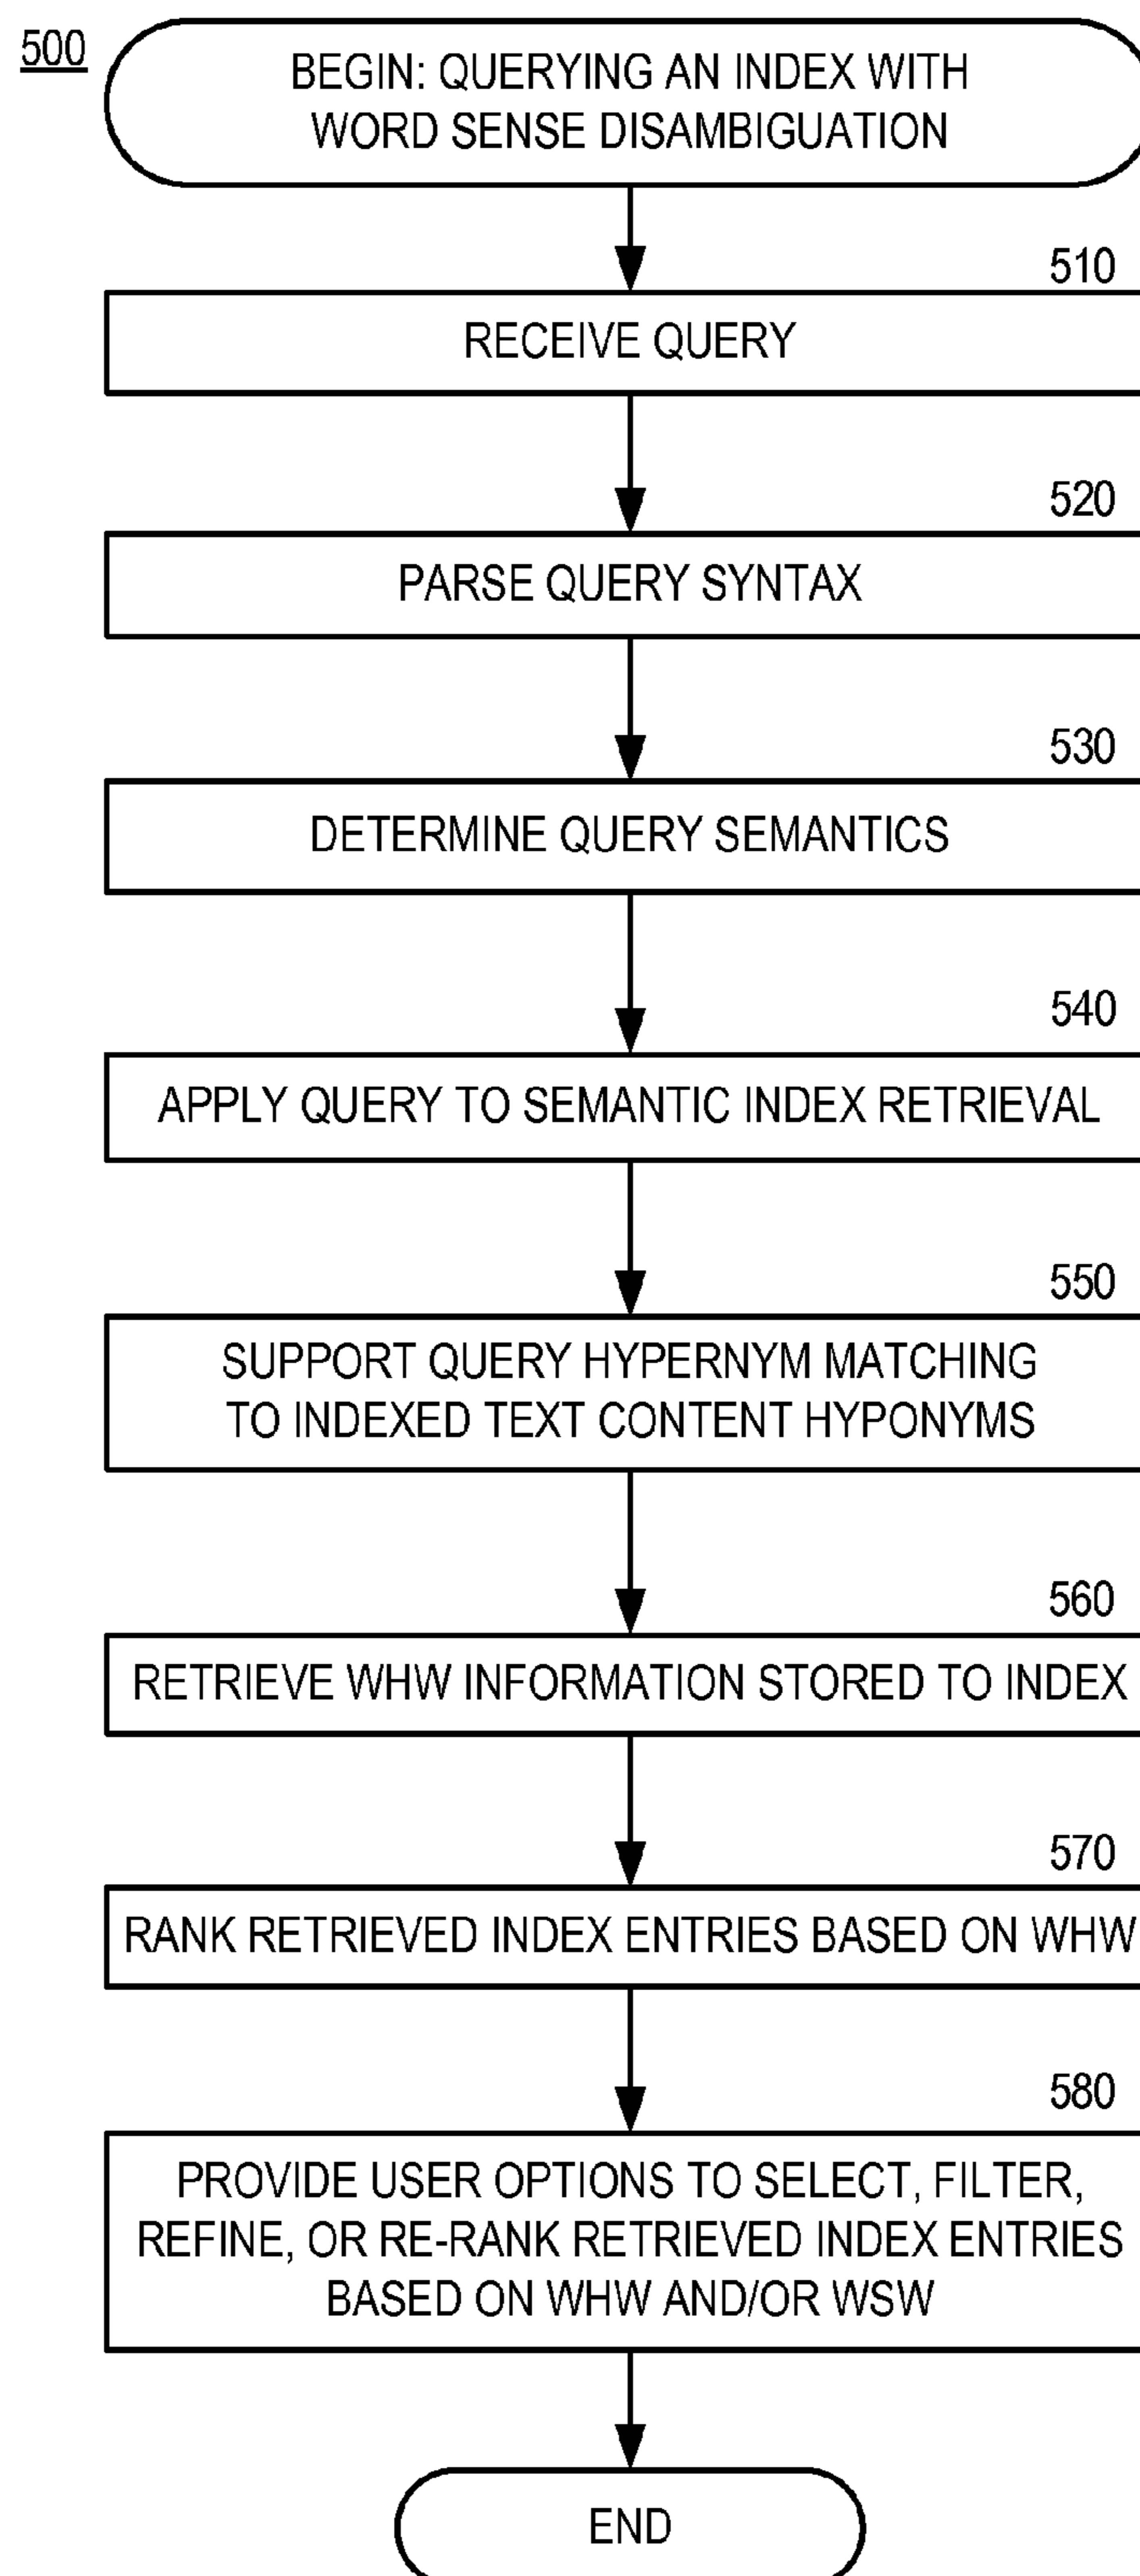 500
BEGIN: QUERYING AN INDEX WITH
WORD SENSE DISAMBIGUATION
510
RECEIVE QUERY
520
PARSE QUERY SYNTAX
530
DETERMINE QUERY SEMANTICS
540
APPLY QUERY TO SEMANTIC INDEX RETRIEVAL
550
SUPPORT QUERY HYPERNYM MATCHING
TO INDEXED TEXT CONTENT HYPONYMS
560
RETRIEVE WHW INFORMATION STORED TO INDEX
570
RANK RETRIEVED INDEX ENTRIES BASED ON WHW
580
PROVIDE USER OPTIONS TO SELECT, FILTER,
REFINE, OR RE-RANK RETRIEVED INDEX ENTRIES
BASED ON WHW AND/OR WSW
END